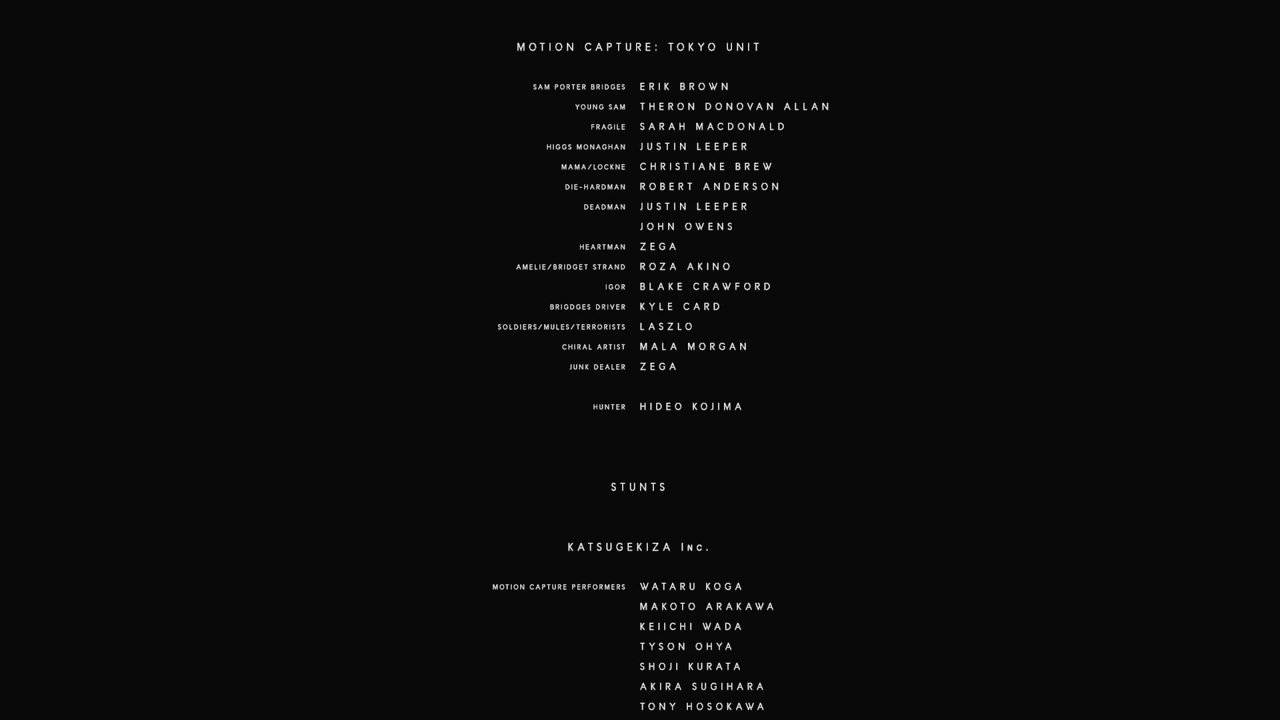 MOTION CAPTURE: TOKYO UNIT
SAM PORTER BRIDGES ERIK BROWN
YOUNG SAM THERON DONOVAN ALLAN
FRAGILE SARAH MACDONALD
HIGGS MONAGHAN JUSTIN LEEPER
MAMA/LOCKNE CHRISTIANE BREW
DIE-HARDMAN ROBERT ANDERSON
DEADMAN JUSTIN LEEPER
JOHN OWENS
HEARTMAN ZEGA
AMELIE/BRIDGET STRAND ROZA AKINO
IGOR BLAKE CRAWFORD
BRIGDGES DRIVER KYLE CARD
SOLDIERS/MULES/TERRORISTS LASZLO
CHIRAL ARTIST MALA MORGAN
JUNK DEALER ZEGA
HUNTER HIDEO KOJIMA
STUNTS
KATSUGEKIZA Inc.
MOTION CAPTURE PERFORMERS WATARU KOGA
MAKOTO ARAKAWA
KEIICHI WADA
TYSON OHYA
SHOJI KURATA
AKIRA SUGIHARA
TONY HOSOKAWA